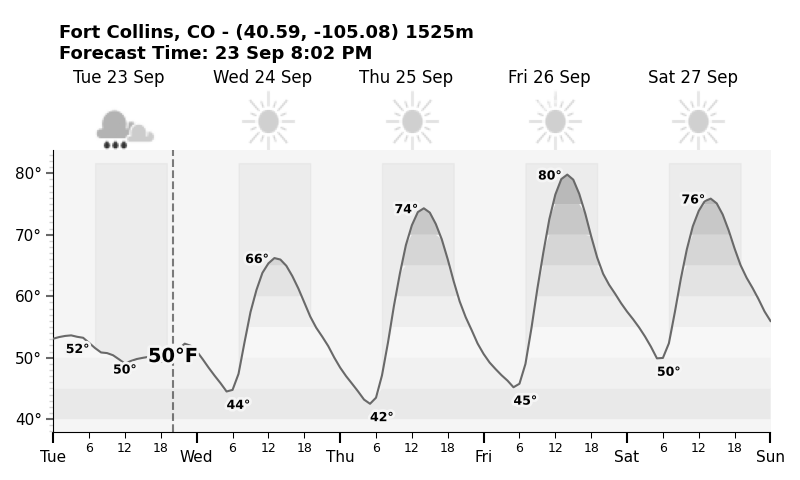 Fort Collins, CO - (40.59, -105.08) 1525m
Forecast Time: 23 Sep 8:02 PM
Tue 23 Sep Wed 24 Sep Thu 25 Sep Fri 26 Sep Sat 27 Sep
80° 80°
74° 76°
70°
66°
60°
52° 50°F
50° 50° 50°
44° 42° 45°
40°
6 12 18 6 12 18 6 12 18 6 12 18 6 12 18
Tue Wed Thu Fri Sat Sun